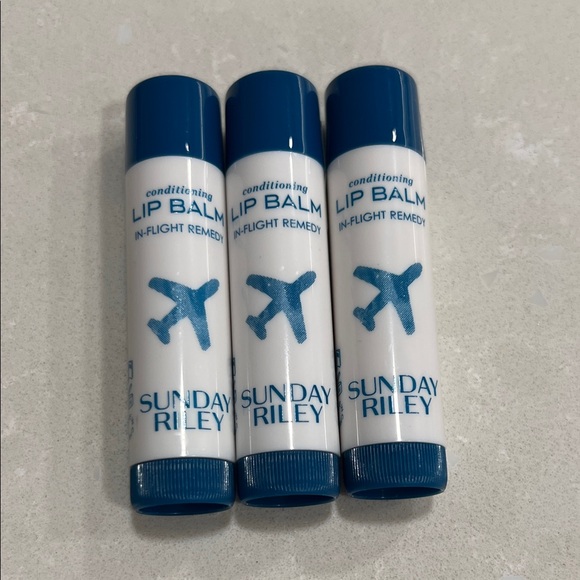 conditioning
LIP BALM
IN-FLIGHT REMEDY
SUNDAY
RILEY
conditioning
LIP BALM
IN-FLIGHT REMEDY
SUNDAY
RILEY
conditioning
LIP BALM
IN-FLIGHT REMEDY
SUNDAY
RILEY